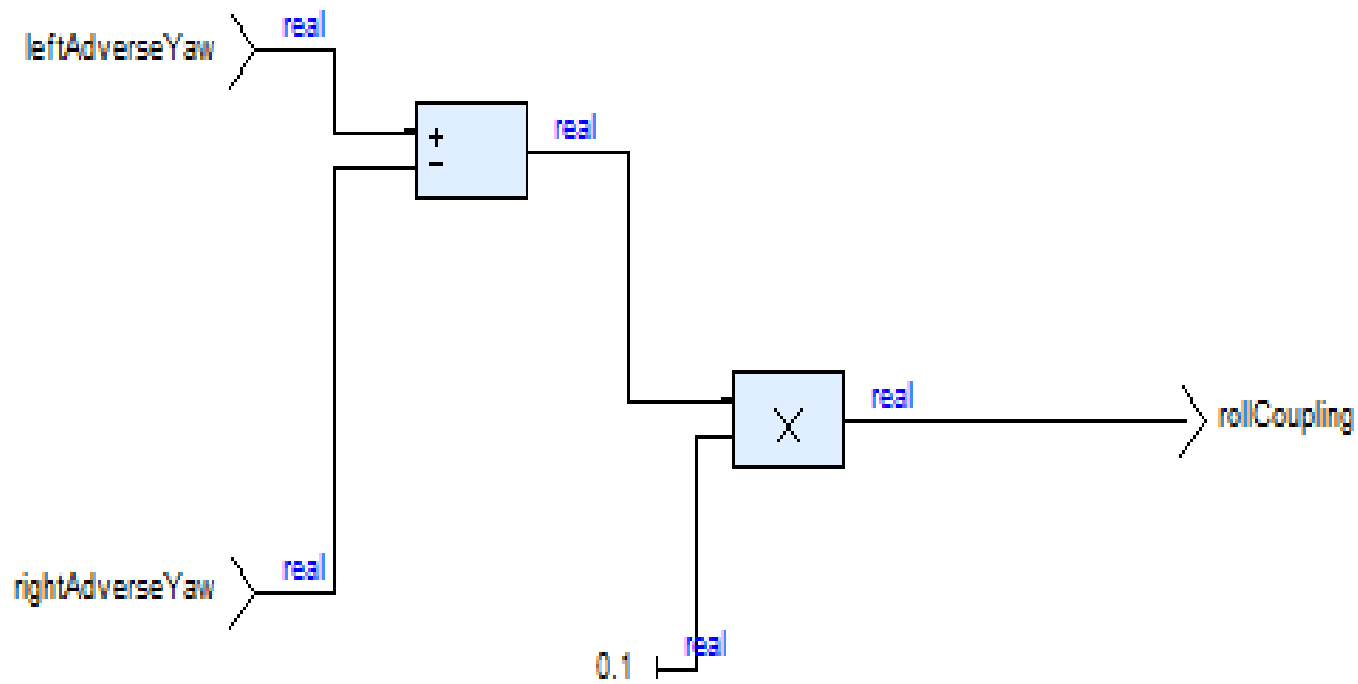 real
leftAdverseYaw
+
−
real
real
X
rollCoupling
real
rightAdverseYaw
real
0.1